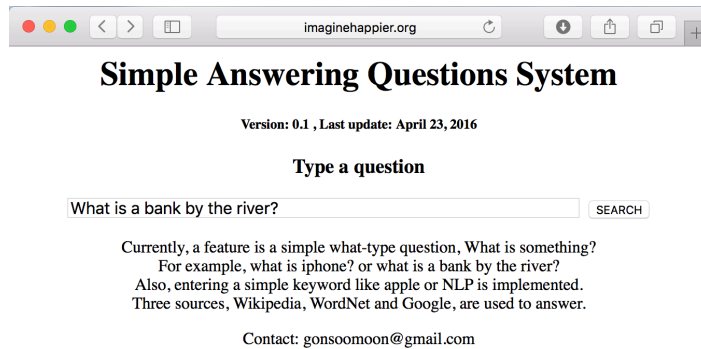 imaginehappier.org
Simple Answering Questions System
Version: 0.1 , Last update: April 23, 2016
Type a question
What is a bank by the river? SEARCH
Currently, a feature is a simple what-type question, What is something?
For example, what is iphone? or what is a bank by the river?
Also, entering a simple keyword like apple or NLP is implemented.
Three sources, Wikipedia, WordNet and Google, are used to answer.
Contact: gonsoomoon@gmail.com